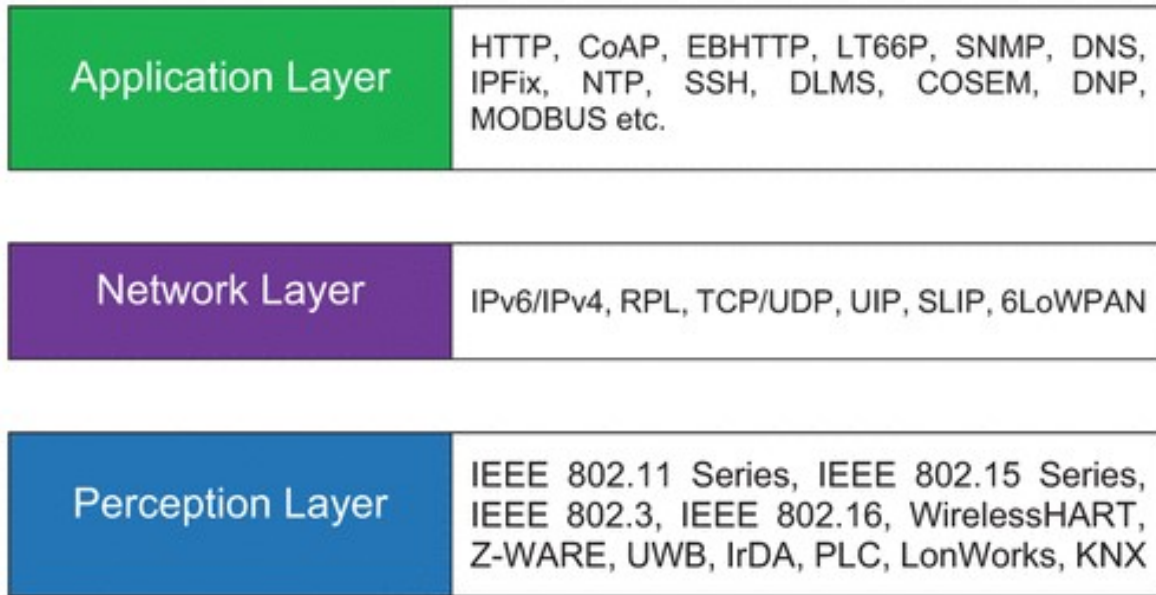 Application Layer
HTTP, CoAP, EBHTTP, LT66P, SNMP, DNS,
IPFix, NTP, SSH, DLMS, COSEM, DNP,
MODBUS etc.
Network Layer
IPv6/IPv4, RPL, TCP/UDP, UIP, SLIP, 6LoWPAN
Perception Layer
IEEE 802.11 Series, IEEE 802.15 Series,
IEEE 802.3, IEEE 802.16, WirelessHART,
Z-WARE, UWB, IrDA, PLC, LonWorks, KNX